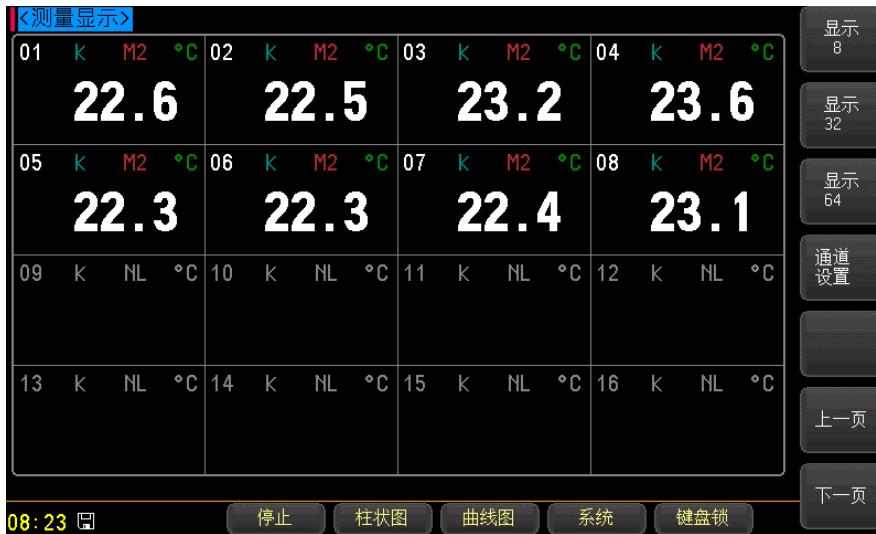 <测量显示>
01 K M2 °C 02 K M2 °C 03 K M2 °C 04 K M2 °C
22.6 22.5 23.2 23.6
05 K M2 °C 06 K M2 °C 07 K M2 °C 08 K M2 °C
22.3 22.3 22.4 23.1
09 K NL °C 10 K NL °C 11 K NL °C 12 K NL °C
13 K NL °C 14 K NL °C 15 K NL °C 16 K NL °C
显示
8
显示
32
显示
64
通道
设置
上一页
下一页
08:23 停止 柱状图 曲线图 系统 键盘锁